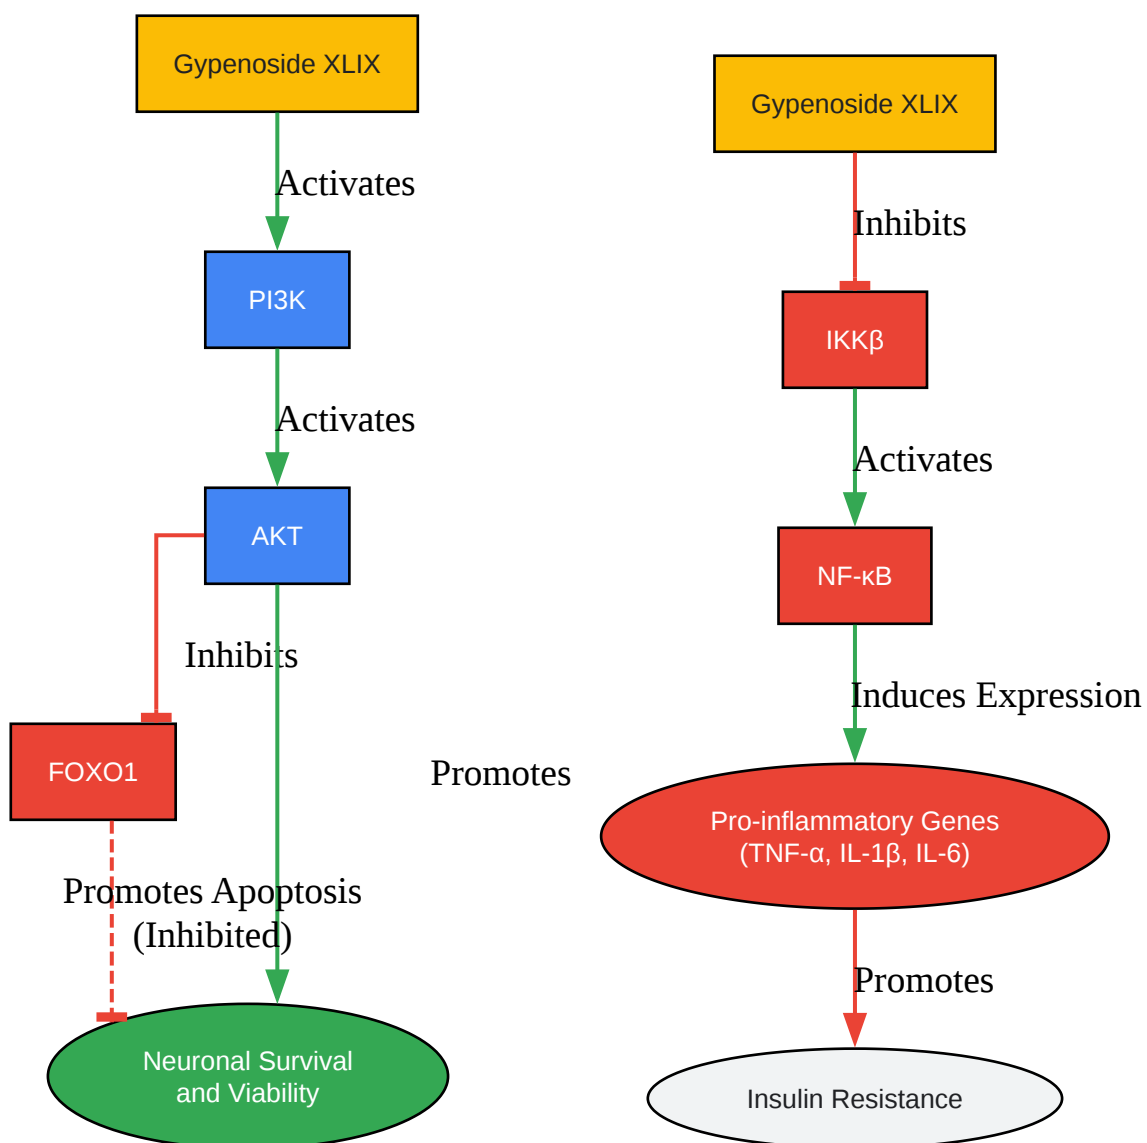 Gypenoside XLIX
Activates
PI3K
Activates
AKT
Inhibits
FOXO1
Promotes
Promotes Apoptosis
(Inhibited)
Neuronal Survival
and Viability
Gypenoside XLIX
Inhibits
IKKβ
Activates
NF-κB
Induces Expression
Pro-inflammatory Genes
(TNF-α, IL-1β, IL-6)
Promotes
Insulin Resistance